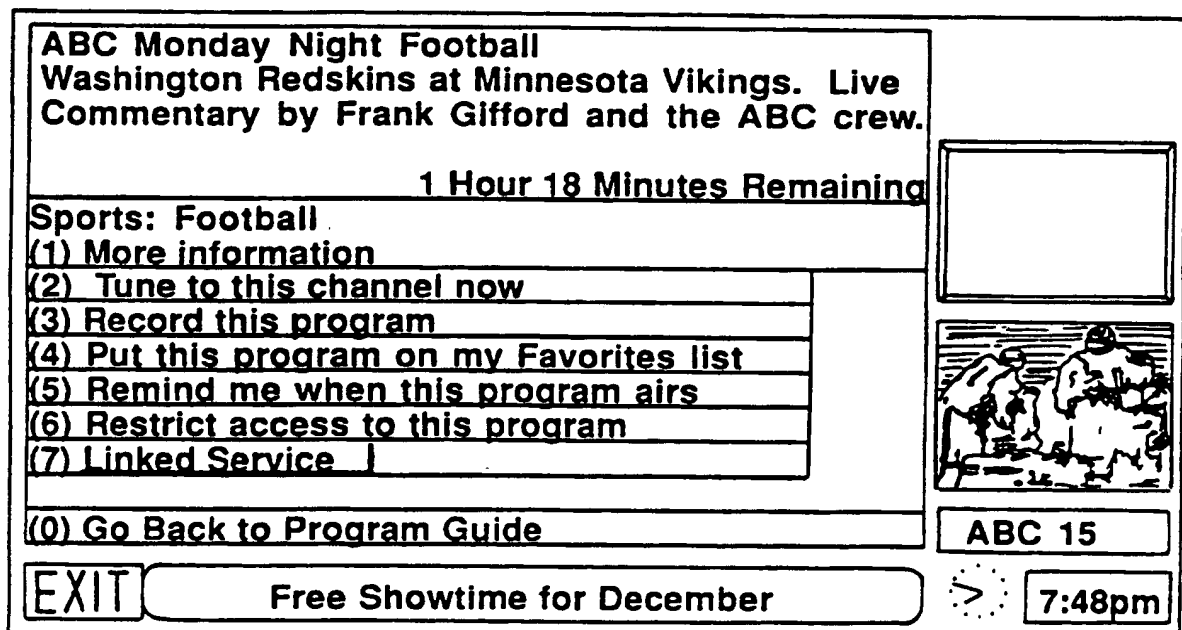 ABC Monday Night Football
Washington Redskins at Minnesota Vikings. Live
Commentary by Frank Gifford and the ABC crew.
1 Hour 18 Minutes Remaining
Sports: Football
(1) More information
(2) Tune to this channel now
(3) Record this program
(4) Put this program on my Favorites list
(5) Remind me when this program airs
(6) Restrict access to this program
(7) Linked Service
(0) Go Back to Program Guide
ABC 15
EXIT
Free Showtime for December
7:48pm